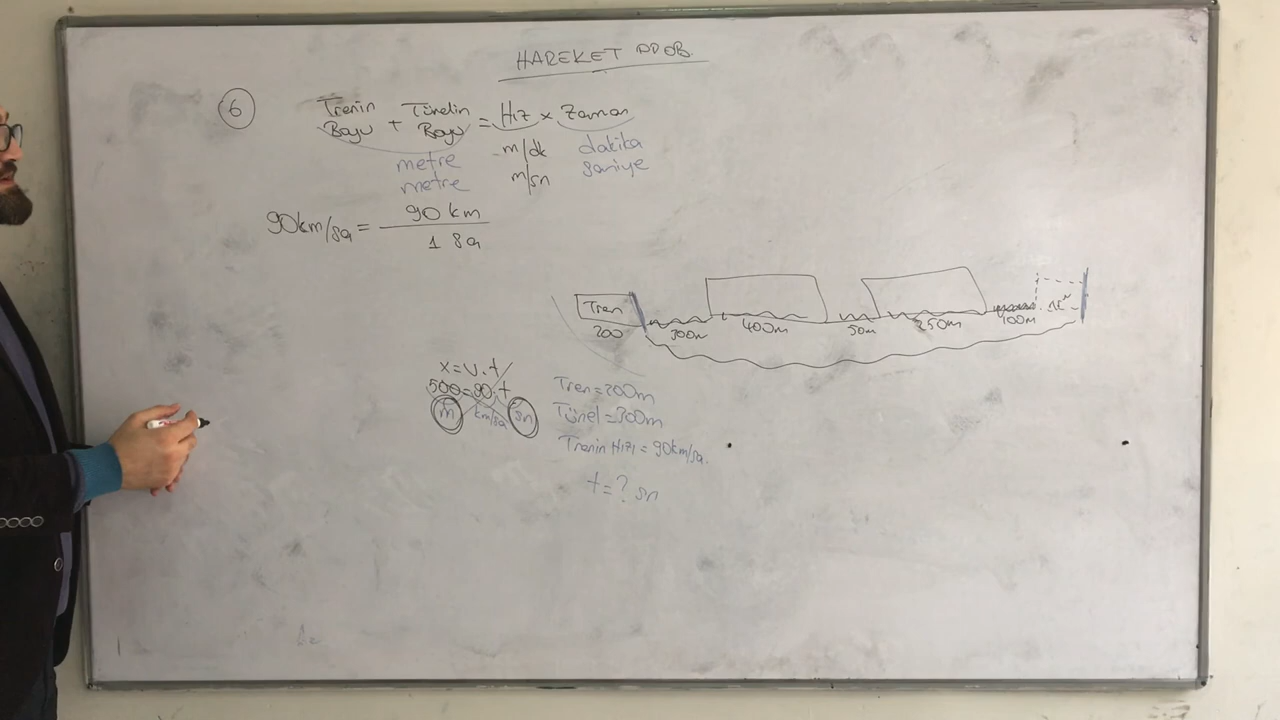 HAREKET PROB.
6
Trenin Boyu + Tünelin Boyu = Hız x Zaman
metre m/dk dakika
metre m/sn saniye
90km/sa = 90 km / 1 sa
Tren
200 300m 400m 50m 250m 100m
x = v.t
500 = 90.t
m km/sa sn
Tren = 200m
Tünel = 300m
Trenin Hızı = 90km/sa.
t = ? sn